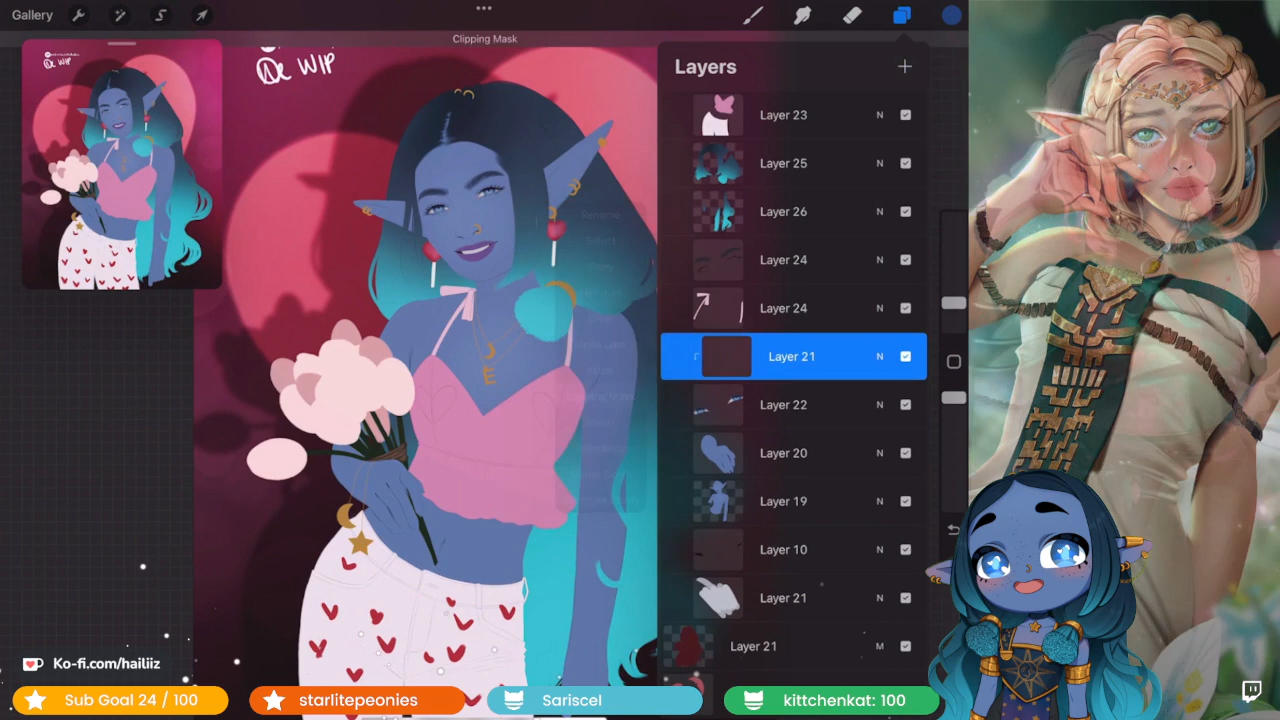 Gallery
Clipping Mask
WIP
Layers
Layer 23 N
Layer 25 N
Layer 26 N
Layer 24 N
Layer 24 N
Layer 21 N
Layer 22 N
Layer 20 N
Layer 19 N
Layer 10 N
Layer 21 N
Layer 21 M
J
E
Ko-fi.com/hailiiz
Sub Goal 24 / 100
starlitepeonies
Sariscel
kittchenkat: 100